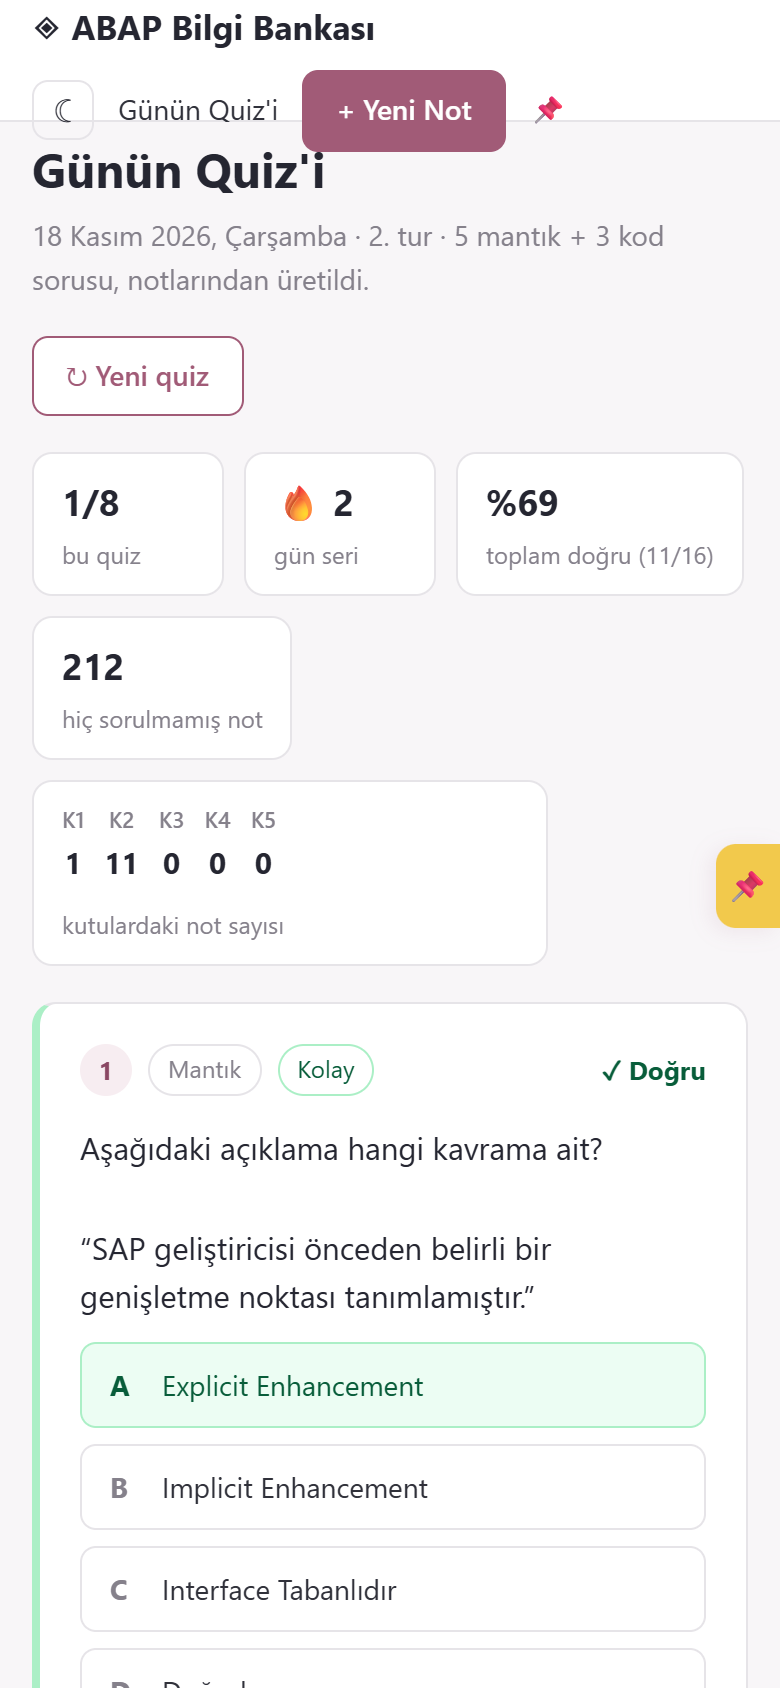 ABAP Bilgi Bankası
Günün Quiz'i
+ Yeni Not
Günün Quiz'i
18 Kasım 2026, Çarşamba · 2. tur · 5 mantık + 3 kod
sorusu, notlarından üretildi.
↻ Yeni quiz
1/8
bu quiz
🔥 2
gün seri
%69
toplam doğru (11/16)
212
hiç sorulmamış not
K1 K2 K3 K4 K5
1 11 0 0 0
kutulardaki not sayısı
1 Mantık Kolay ✓ Doğru
Aşağıdaki açıklama hangi kavrama ait?
“SAP geliştiricisi önceden belirli bir
genişletme noktası tanımlamıştır.”
A Explicit Enhancement
B Implicit Enhancement
C Interface Tabanlıdır